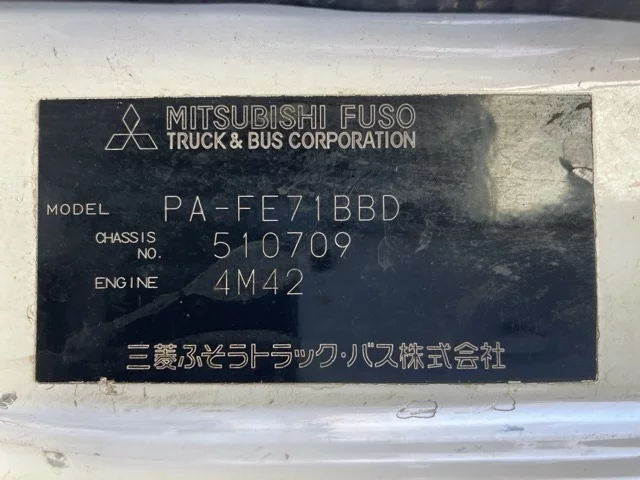 MITSUBISHI FUSO
TRUCK & BUS CORPORATION
MODEL PA-FE71BBD
CHASSIS NO. 510709
ENGINE 4M42
三菱ふそうトラック・バス株式会社